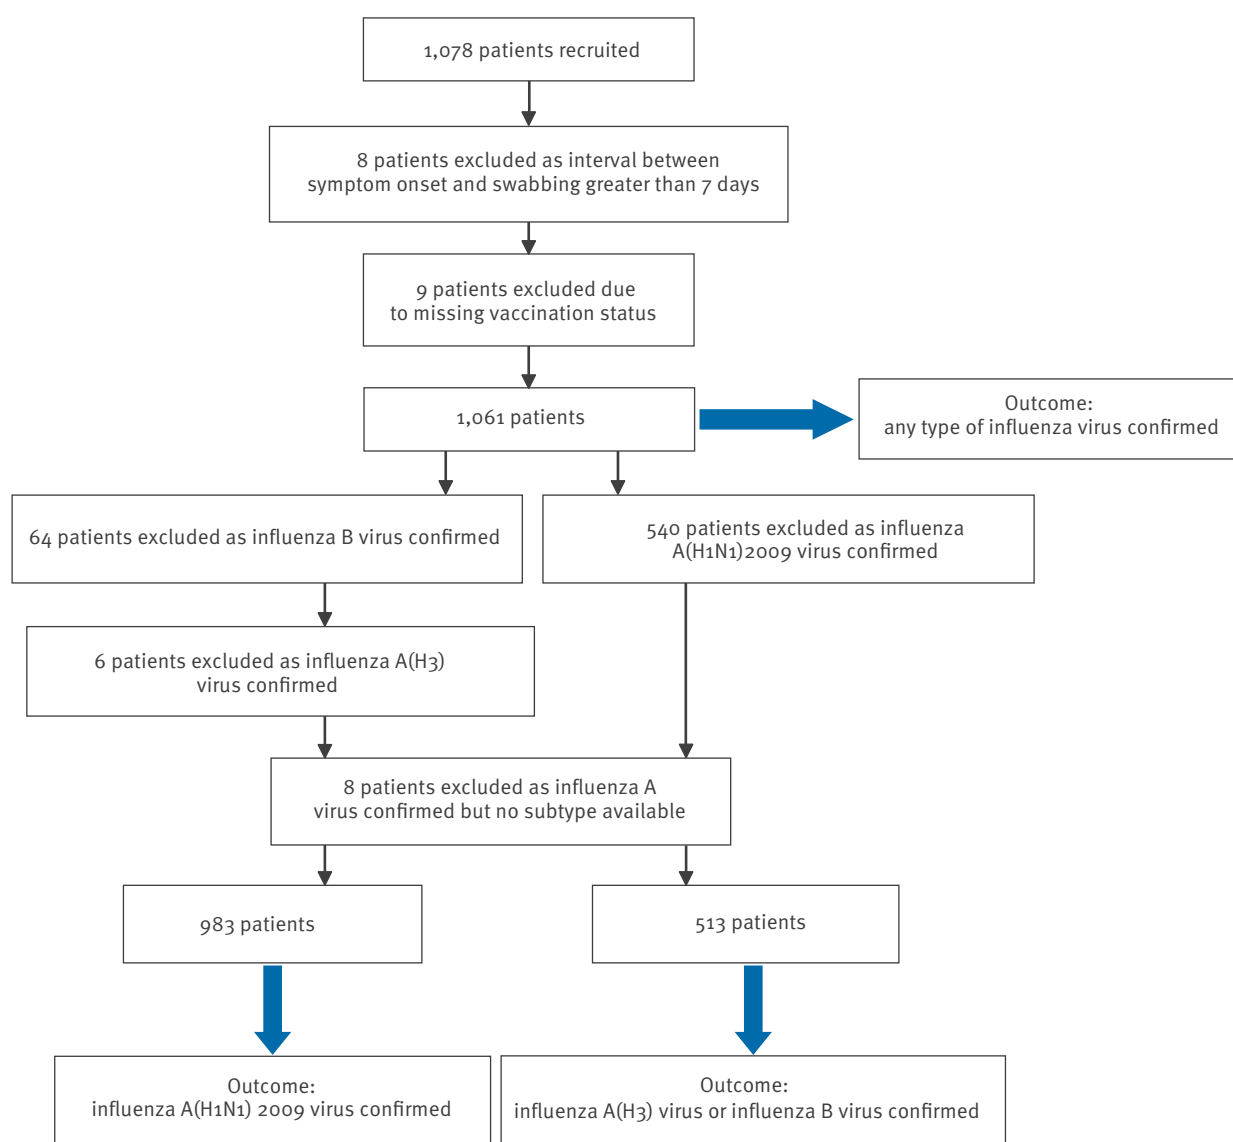 1,078 patients recruited
8 patients excluded as interval between
symptom onset and swabbing greater than 7 days
9 patients excluded due
to missing vaccination status
1,061 patients
Outcome:
any type of influenza virus confirmed
64 patients excluded as influenza B virus confirmed
540 patients excluded as influenza
A(H1N1)2009 virus confirmed
6 patients excluded as influenza A(H3)
virus confirmed
8 patients excluded as influenza A
virus confirmed but no subtype available
983 patients
513 patients
Outcome:
influenza A(H1N1) 2009 virus confirmed
Outcome:
influenza A(H3) virus or influenza B virus confirmed